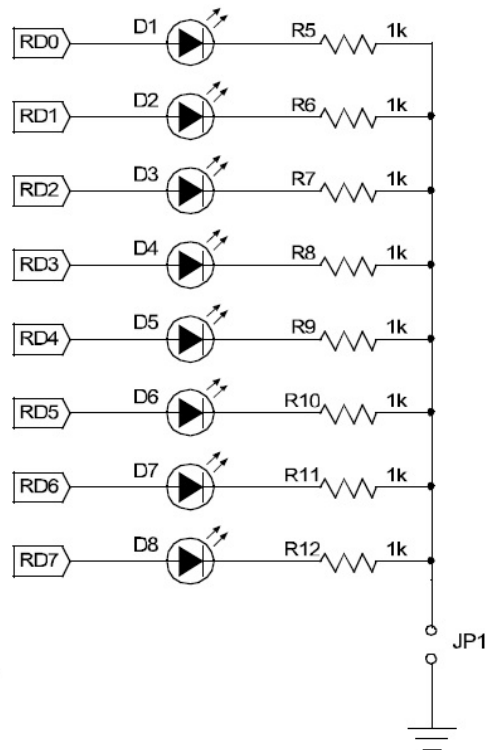 RD0 D1 R5 1k
RD1 D2 R6 1k
RD2 D3 R7 1k
RD3 D4 R8 1k
RD4 D5 R9 1k
RD5 D6 R10 1k
RD6 D7 R11 1k
RD7 D8 R12 1k
JP1